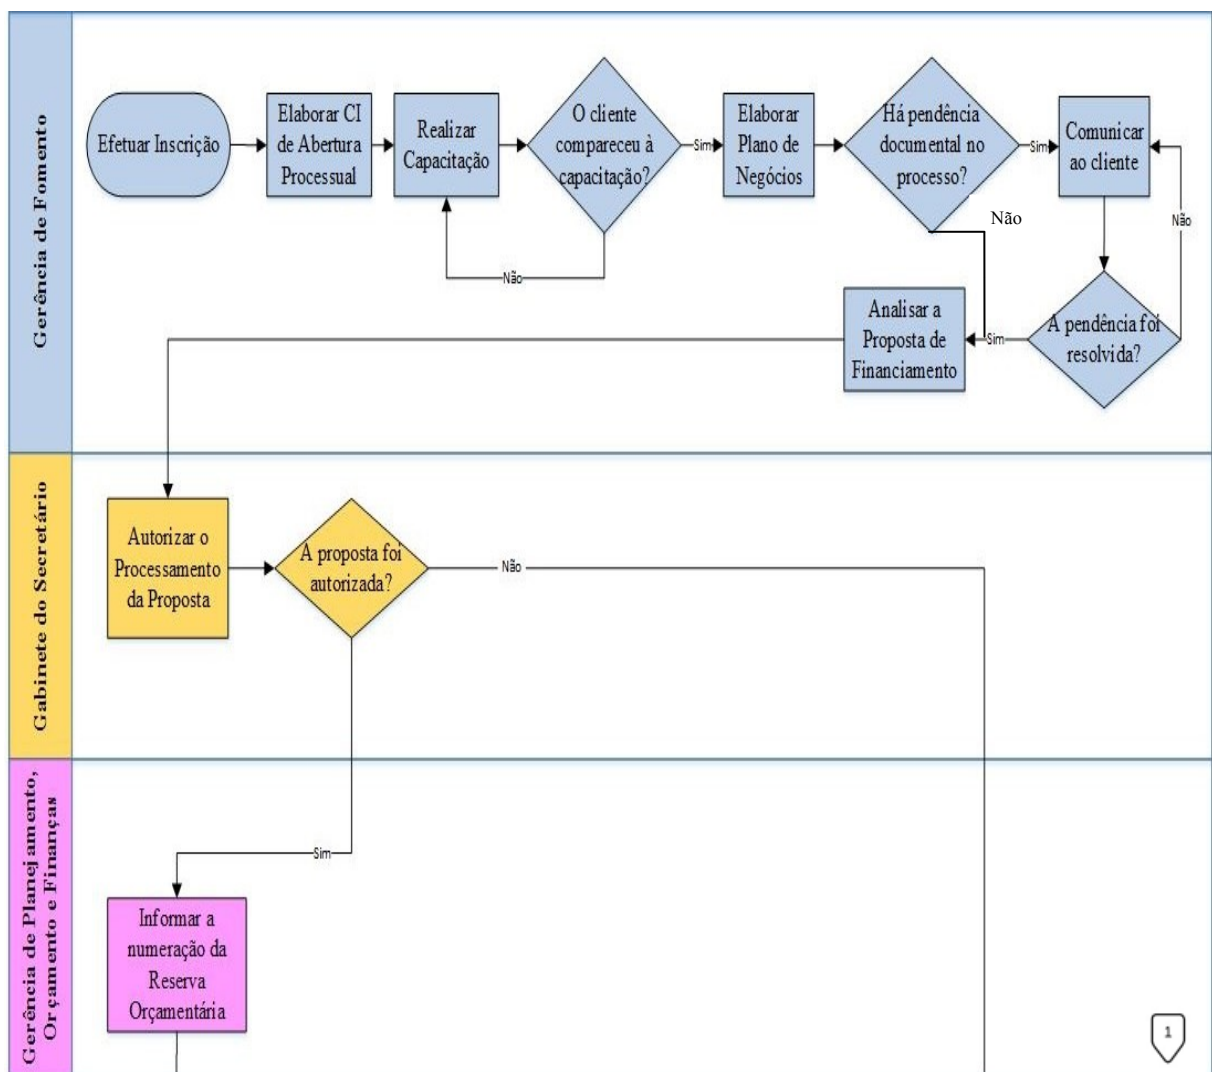 Gerência de Fomento
Efetuar Inscrição
Elaborar CI
de Abertura
Processual
Realizar
Capacitação
O cliente
compareceu à
capacitação?
Sim
Não
Elaborar
Plano de
Negócios
Há pendência
documental no
processo?
Sim
Não
Comunicar
ao cliente
Não
A pendência foi
resolvida?
Sim
Analisar a
Proposta de
Financiamento
Gabinete do Secretário
Autorizar o
Processamento
da Proposta
A proposta foi
autorizada?
Não
Sim
Gerência de Planejamento,
Orçamento e Finanças
Informar a
numeração da
Reserva
Orçamentária
1